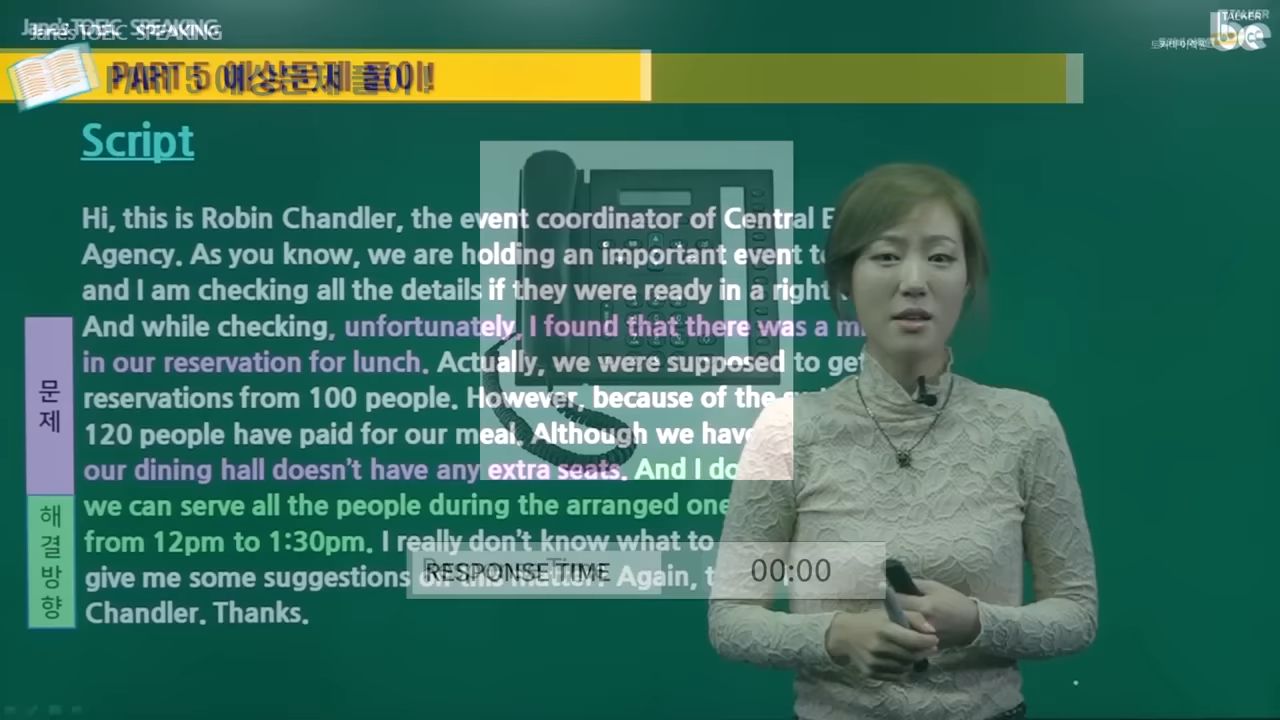 Jane's TOEIC SPEAKING
TALKER
be
PART 5 예상문제 풀이!
Script
Hi, this is Robin Chandler, the event coordinator of Central
Agency. As you know, we are holding an important event
and I am checking all the details if they were ready in a right
And while checking, unfortunately, I found that there was a
in our reservation for lunch. Actually, we were supposed to get
reservations from 100 people. However, because of the
120 people have paid for our meal. Although we have
our dining hall doesn't have any extra seats. And I do
we can serve all the people during the arranged one
from 12pm to 1:30pm. I really don't know what to
give me some suggestions on this matter. Again,
Chandler. Thanks.
문제
해결방향
RESPONSE TIME 00:00